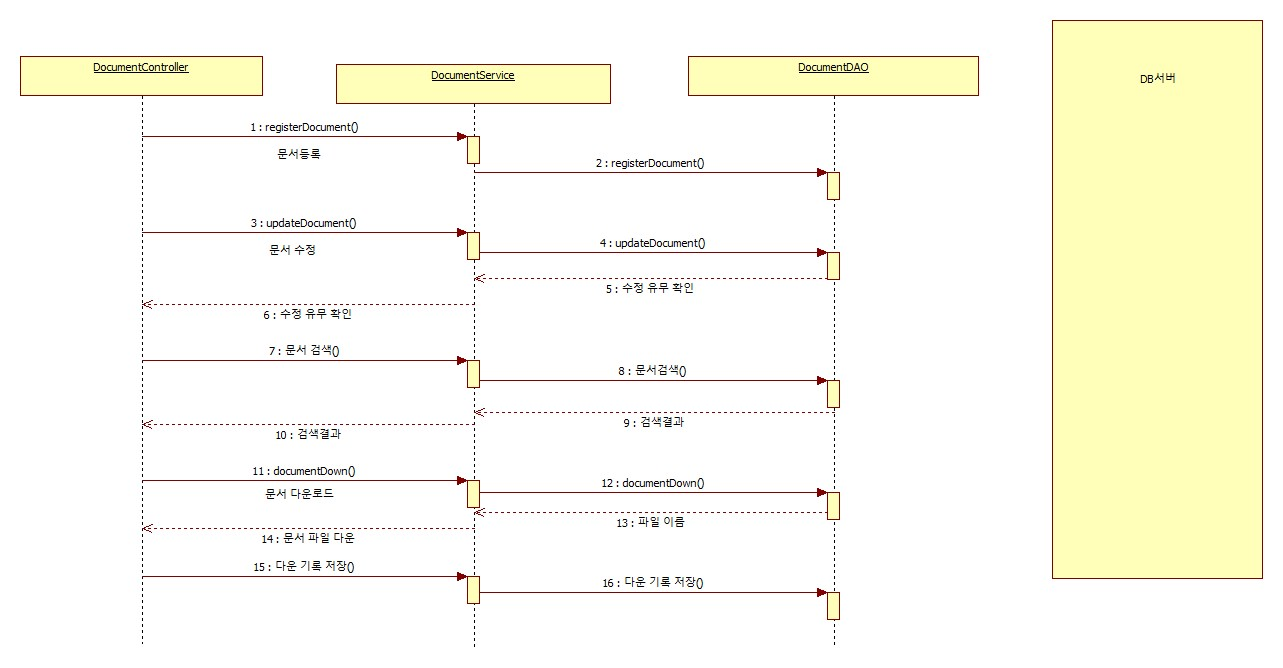 DocumentController
DocumentService
DocumentDAO
DB서버
1 : registerDocument()
문서등록
2 : registerDocument()
3 : updateDocument()
문서 수정
4 : updateDocument()
5 : 수정 유무 확인
6 : 수정 유무 확인
7 : 문서 검색()
8 : 문서검색()
9 : 검색결과
10 : 검색결과
11 : documentDown()
문서 다운로드
12 : documentDown()
13 : 파일 이름
14 : 문서 파일 다운
15 : 다운 기록 저장()
16 : 다운 기록 저장()